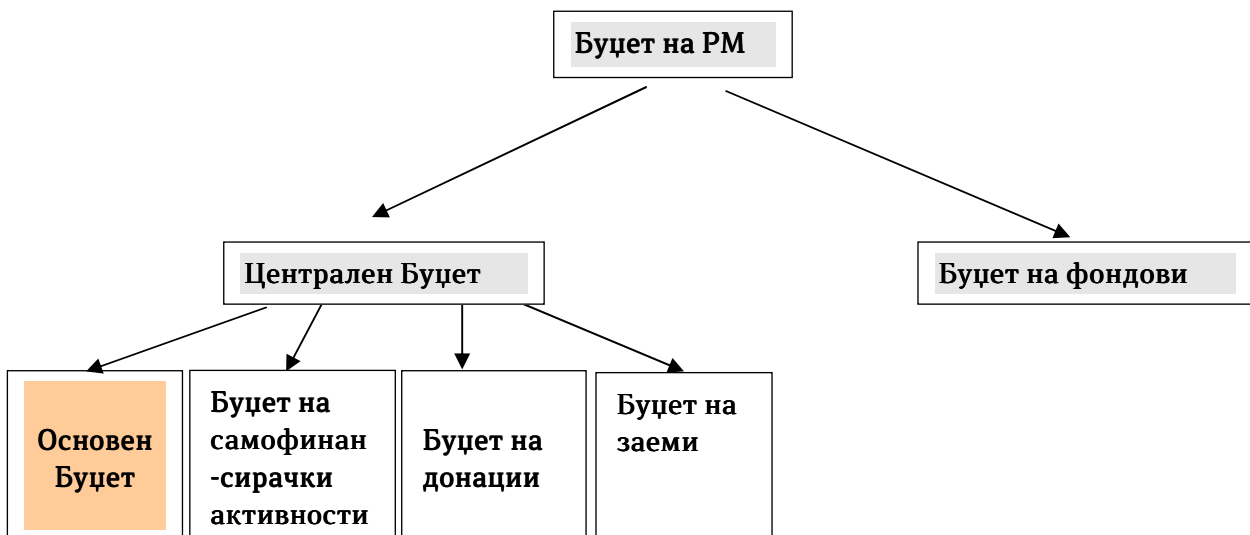 Буџет на РМ
Централен Буџет
Буџет на фондови
Основен
Буџет
Буџет на
самофинан
-сирачки
активности
Буџет на
донации
Буџет на
заеми